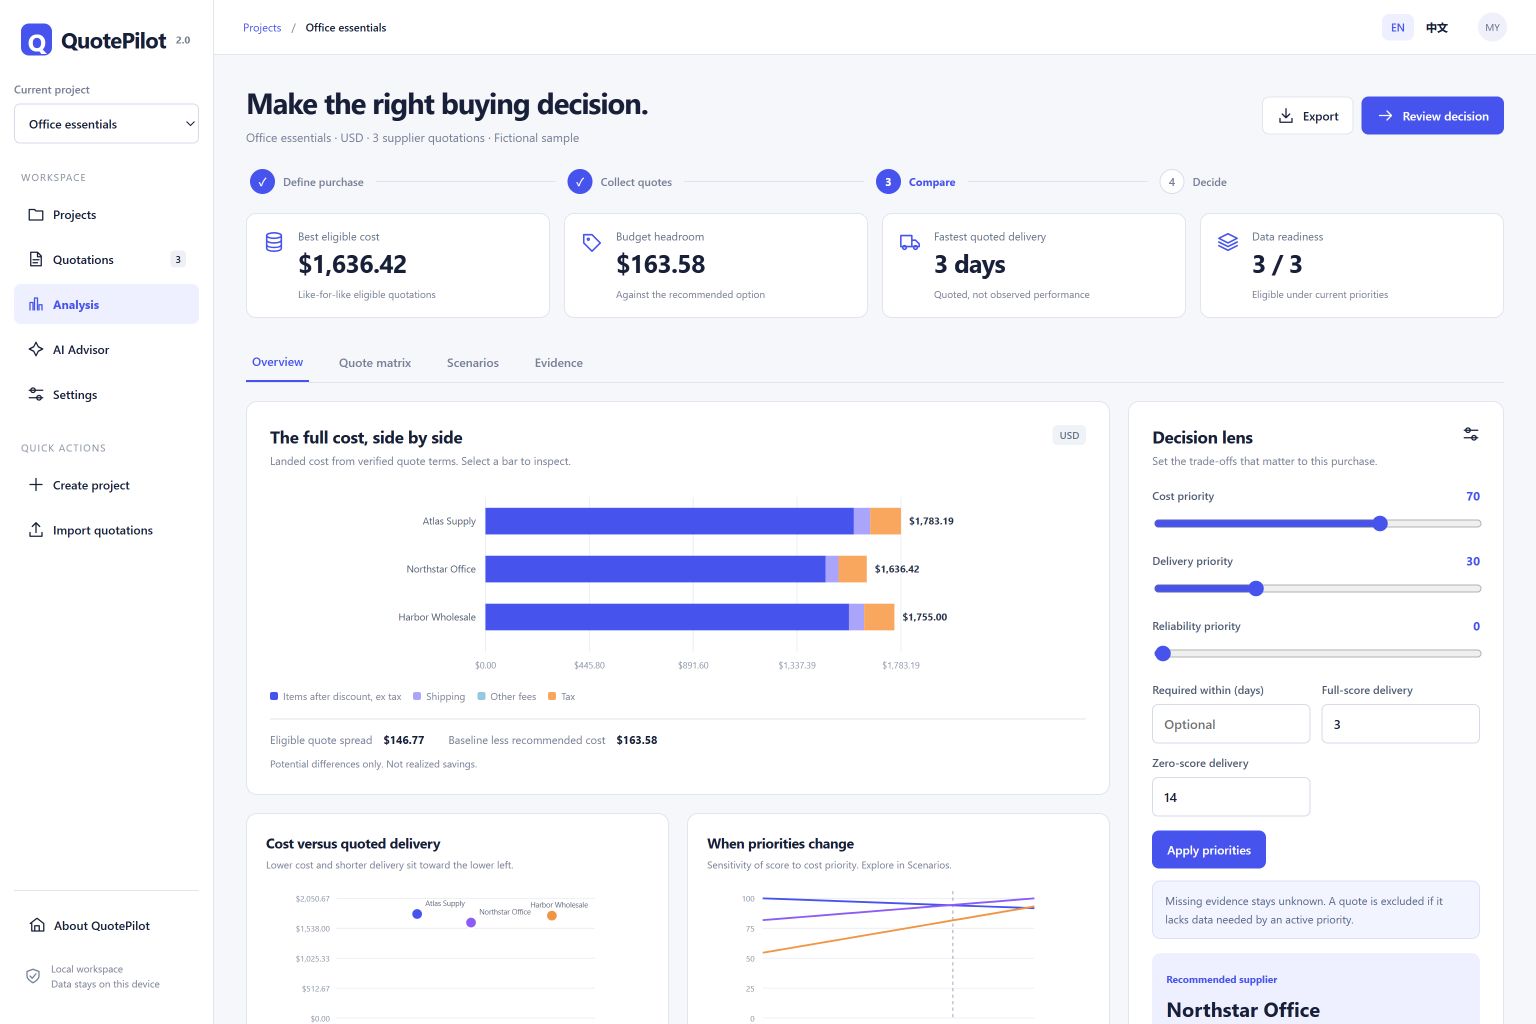 QuotePilot 2.0
Current project
Office essentials
WORKSPACE
Projects
Quotations 3
Analysis
AI Advisor
Settings
QUICK ACTIONS
Create project
Import quotations
About QuotePilot
Local workspace
Data stays on this device
Projects / Office essentials
EN 中文 MY
Make the right buying decision.
Office essentials · USD · 3 supplier quotations · Fictional sample
Export
Review decision
Define purchase
Collect quotes
3 Compare
4 Decide
Best eligible cost
$1,636.42
Like-for-like eligible quotations
Budget headroom
$163.58
Against the recommended option
Fastest quoted delivery
3 days
Quoted, not observed performance
Data readiness
3 / 3
Eligible under current priorities
Overview Quote matrix Scenarios Evidence
The full cost, side by side
USD
Landed cost from verified quote terms. Select a bar to inspect.
Atlas Supply $1,783.19
Northstar Office $1,636.42
Harbor Wholesale $1,755.00
$0.00 $445.80 $891.60 $1,337.39 $1,783.19
Items after discount, ex tax Shipping Other fees Tax
Eligible quote spread $146.77 Baseline less recommended cost $163.58
Potential differences only. Not realized savings.
Cost versus quoted delivery
Lower cost and shorter delivery sit toward the lower left.
$2,050.67
$1,538.00
$1,025.33
$512.67
$0.00
Atlas Supply
Northstar Office
Harbor Wholesale
When priorities change
Sensitivity of score to cost priority. Explore in Scenarios.
100
75
50
25
0
Decision lens
Set the trade-offs that matter to this purchase.
Cost priority 70
Delivery priority 30
Reliability priority 0
Required within (days) Full-score delivery
Optional 3
Zero-score delivery
14
Apply priorities
Missing evidence stays unknown. A quote is excluded if it
lacks data needed by an active priority.
Recommended supplier
Northstar Office